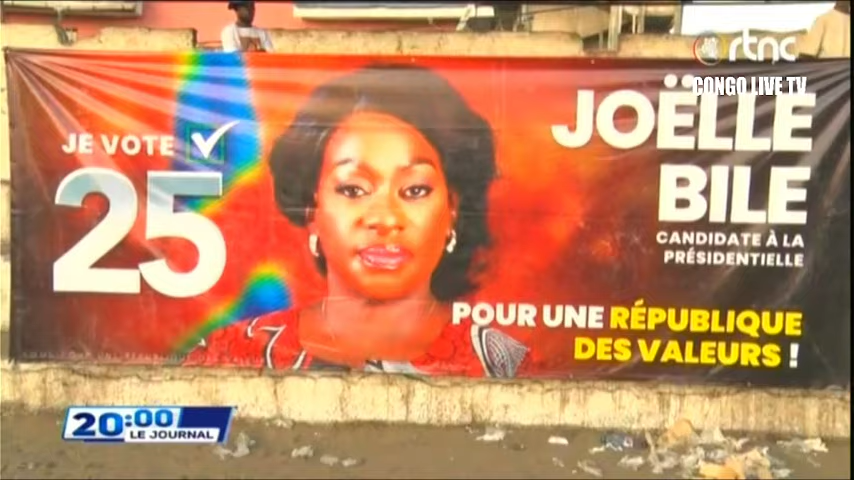 rtnc
CONGO LIVE TV
JE VOTE
25
JOËLLE
BILE
CANDIDATE À LA
PRÉSIDENTIELLE
POUR UNE RÉPUBLIQUE
DES VALEURS !
20:00
LE JOURNAL